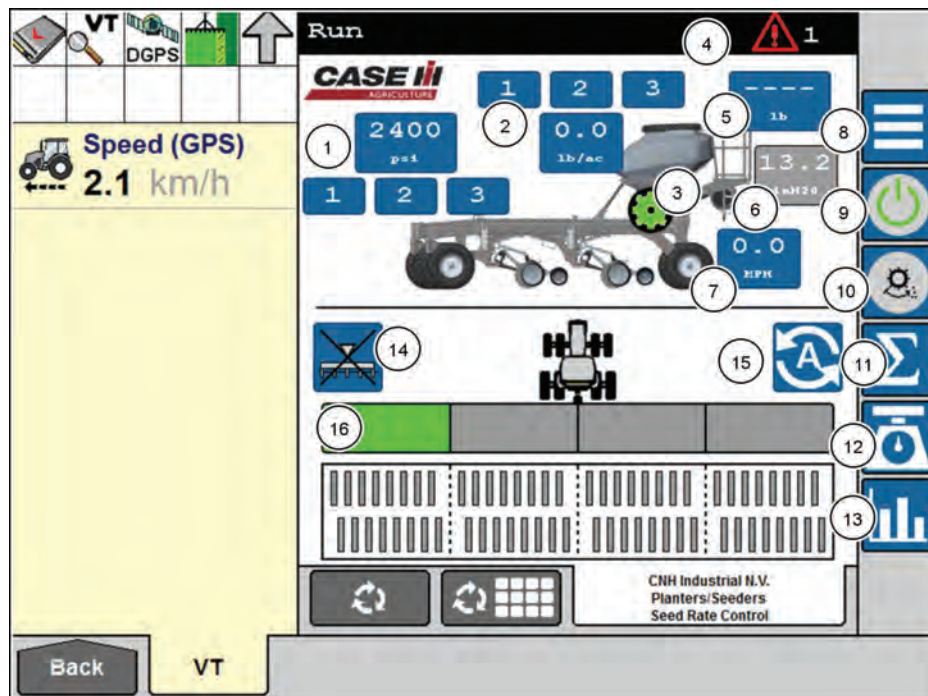 VT
DGPS
Speed (GPS)
2.1 km/h
Run
4
1
CASE IH
AGRICULTURE
1 2 3
2
1
2400
psi
0.0
lb/ac
5
----
lb
8
13.2
inH2O
1 2 3
3
6
9
0.0
MPH
7
10
14
15
A
11
Σ
16
12
13
CNH Industrial N.V.
Planters/Seeders
Seed Rate Control
Back
VT